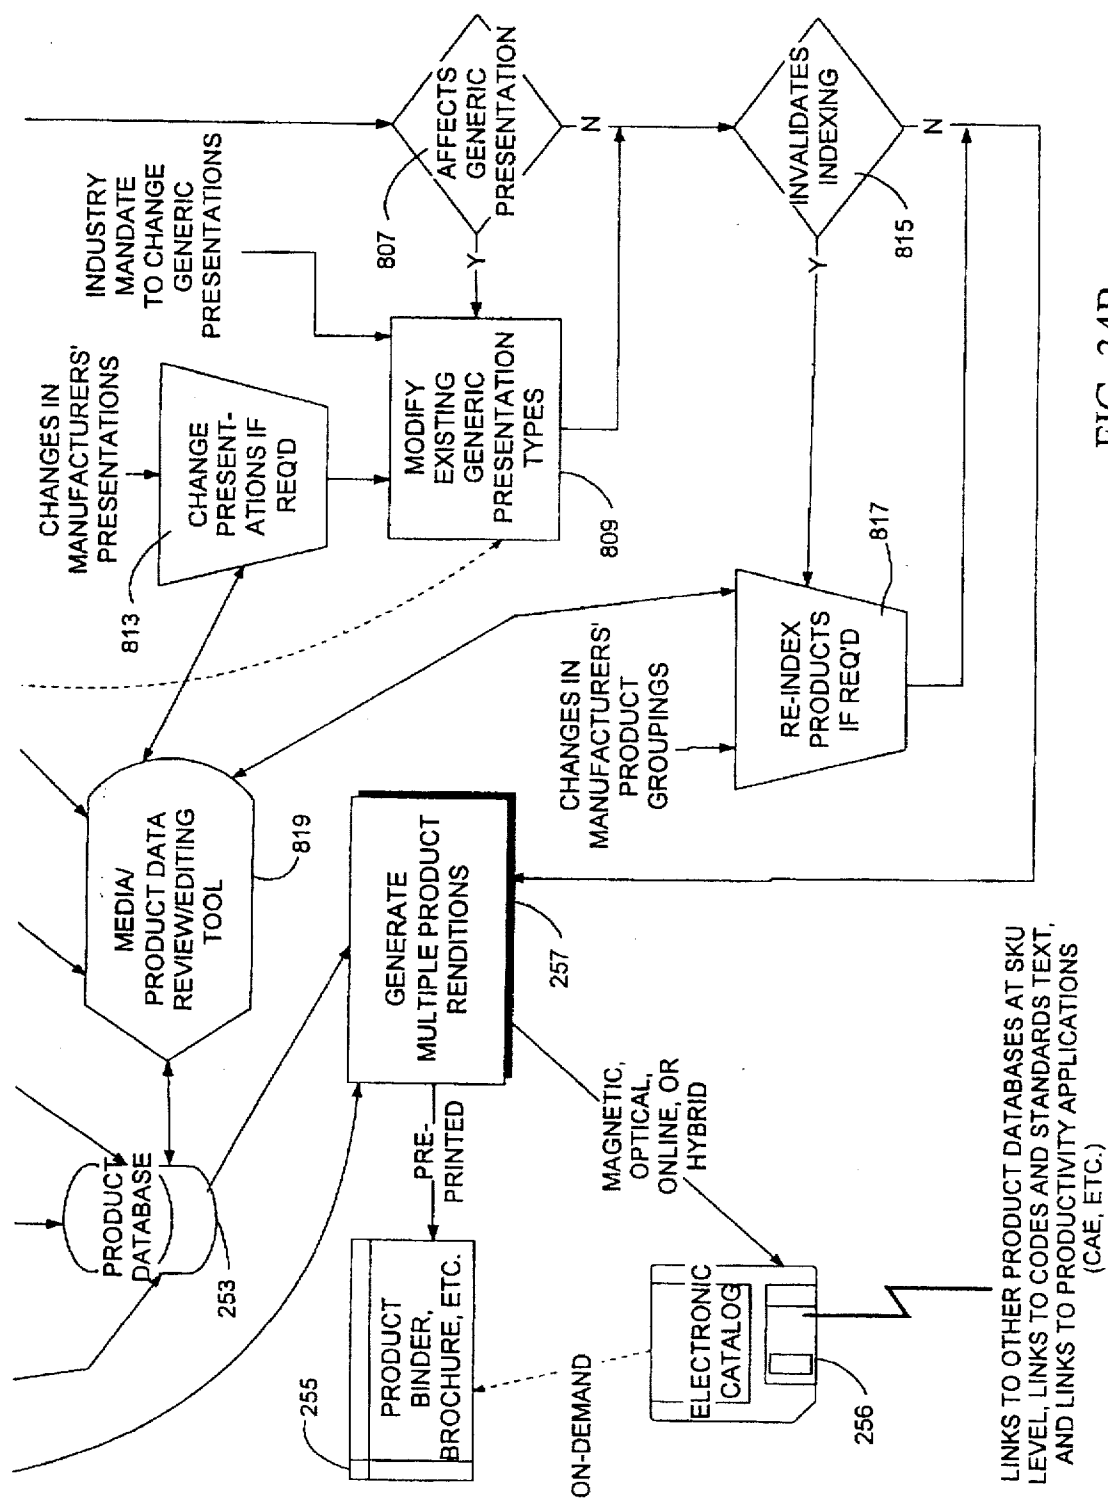 PRODUCT
DATABASE
253
MEDIA/
PRODUCT DATA
REVIEW/EDITING
TOOL
819
CHANGES IN
MANUFACTURERS'
PRESENTATIONS
813
CHANGE
PRESENT-
ATIONS IF
REQ'D
INDUSTRY
MANDATE
TO CHANGE
GENERIC
PRESENTATIONS
255
PRODUCT
BINDER,
BROCHURE, ETC.
PRE-
PRINTED
GENERATE
MULTIPLE PRODUCT
RENDITIONS
257
MODIFY
EXISTING
GENERIC
PRESENTATION
TYPES
809
Y
807
AFFECTS
GENERIC
PRESENTATION
N
ON-DEMAND
MAGNETIC,
OPTICAL,
ONLINE, OR
HYBRID
ELECTRONIC
CATALOG
256
CHANGES IN
MANUFACTURERS'
PRODUCT
GROUPINGS
RE-INDEX
PRODUCTS
IF REQ'D
817
Y
INVALIDATES
INDEXING
815
N
LINKS TO OTHER PRODUCT DATABASES AT SKU
LEVEL, LINKS TO CODES AND STANDARDS TEXT,
AND LINKS TO PRODUCTIVITY APPLICATIONS
(CAE, ETC.)
FIG.